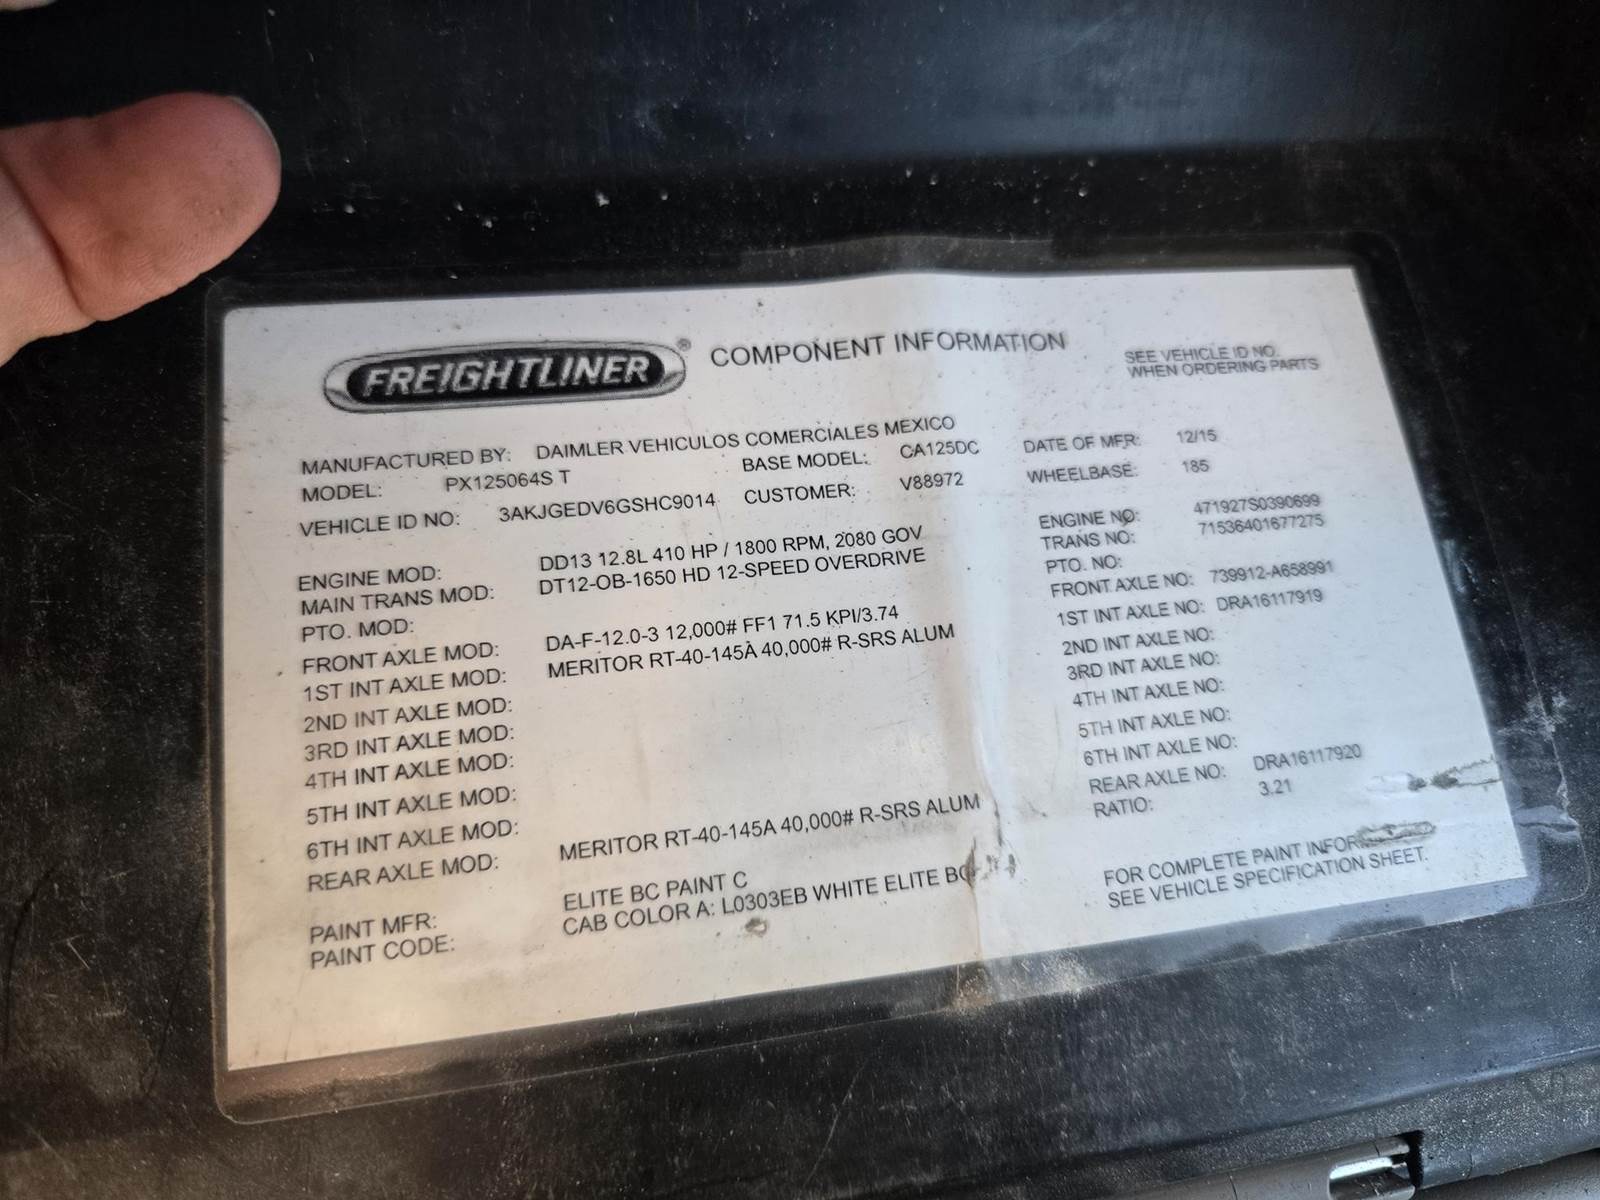 FREIGHTLINER® COMPONENT INFORMATION
SEE VEHICLE ID NO.
WHEN ORDERING PARTS
MANUFACTURED BY: DAIMLER VEHICULOS COMERCIALES MEXICO DATE OF MFR: 12/15
MODEL: PX125064S T BASE MODEL: CA125DC WHEELBASE: 185
VEHICLE ID NO: 3AKJGEDV6GSHC9014 CUSTOMER: V88972
ENGINE MOD: DD13 12.8L 410 HP / 1800 RPM, 2080 GOV ENGINE NO: 471927S0390699
MAIN TRANS MOD: DT12-OB-1650 HD 12-SPEED OVERDRIVE TRANS NO: 71536401677275
PTO. MOD: PTO. NO:
FRONT AXLE MOD: DA-F-12.0-3 12,000# FF1 71.5 KPI/3.74 FRONT AXLE NO: 739912-A658991
1ST INT AXLE MOD: MERITOR RT-40-145A 40,000# R-SRS ALUM 1ST INT AXLE NO: DRA16117919
2ND INT AXLE MOD: 2ND INT AXLE NO:
3RD INT AXLE MOD: 3RD INT AXLE NO:
4TH INT AXLE MOD: 4TH INT AXLE NO:
5TH INT AXLE MOD: 5TH INT AXLE NO:
6TH INT AXLE MOD: 6TH INT AXLE NO:
REAR AXLE MOD: MERITOR RT-40-145A 40,000# R-SRS ALUM REAR AXLE NO: DRA16117920
RATIO: 3.21
PAINT MFR: ELITE BC PAINT C
PAINT CODE: CAB COLOR A: L0303EB WHITE ELITE BC
FOR COMPLETE PAINT
SEE VEHICLE SPECIFICATION SHEET.